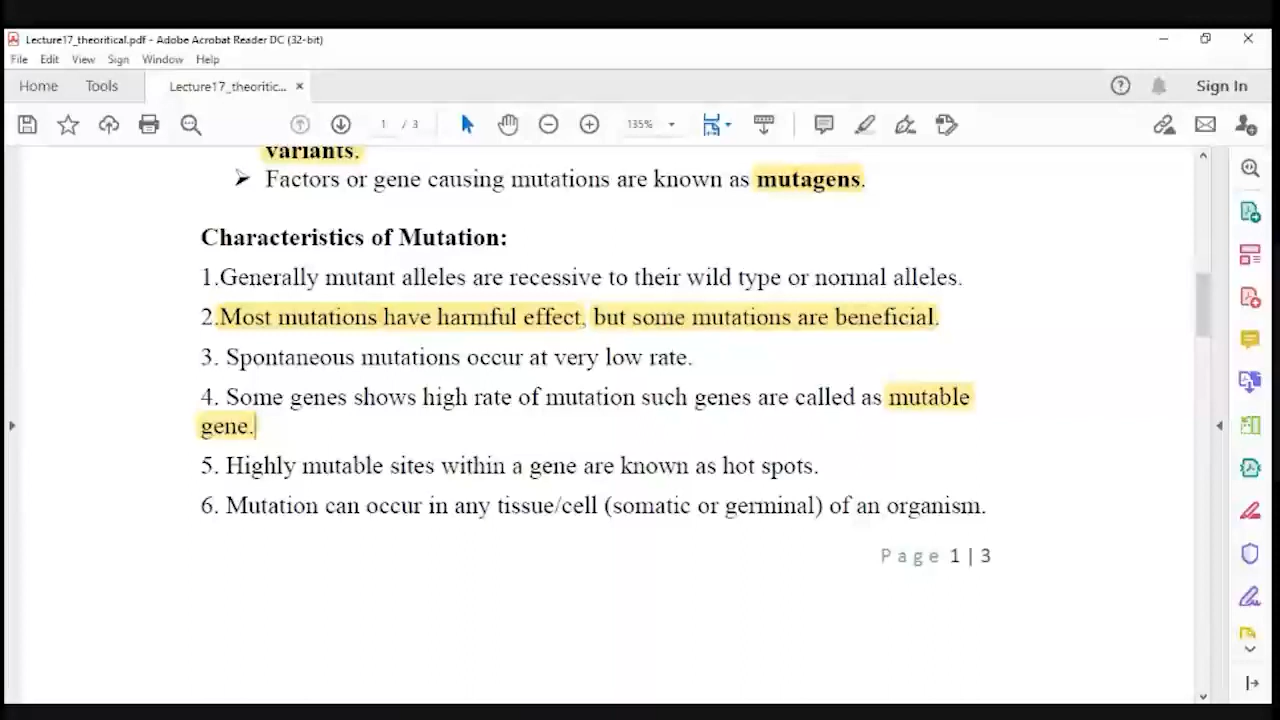 Lecture17_theoritical.pdf - Adobe Acrobat Reader DC (32-bit)
File Edit View Sign Window Help
Home Tools Lecture17_theoritic... × Sign In
1 / 3 135%
variants.
➢ Factors or gene causing mutations are known as mutagens.
Characteristics of Mutation:
1.Generally mutant alleles are recessive to their wild type or normal alleles.
2.Most mutations have harmful effect, but some mutations are beneficial.
3. Spontaneous mutations occur at very low rate.
4. Some genes shows high rate of mutation such genes are called as mutable
gene.
5. Highly mutable sites within a gene are known as hot spots.
6. Mutation can occur in any tissue/cell (somatic or germinal) of an organism.
Page 1 | 3